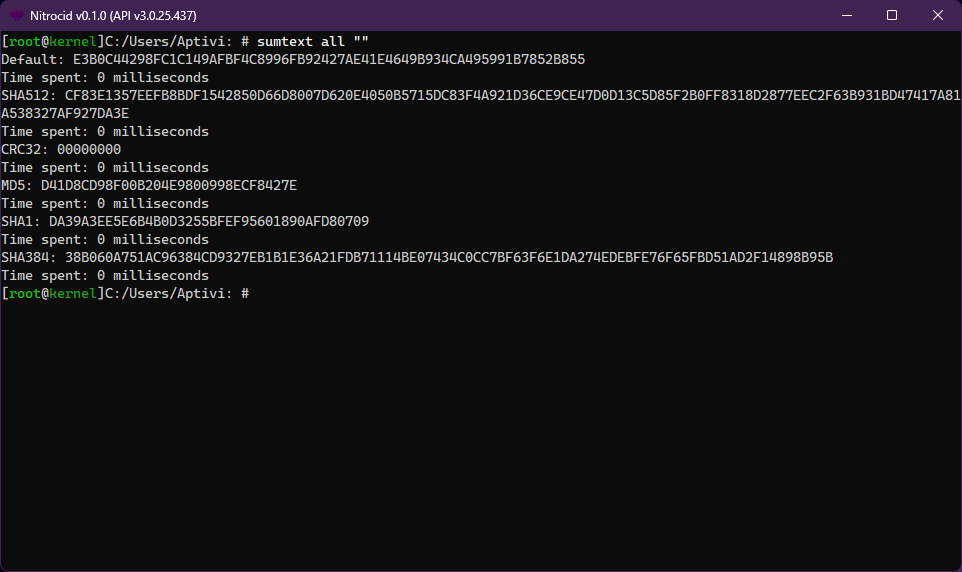 Nitrocid v0.1.0 (API v3.0.25.437)
[root@kernel]C:/Users/Aptivi: # sumtext all ""
Default: E3B0C44298FC1C149AFBF4C8996FB92427AE41E4649B934CA495991B7852B855
Time spent: 0 milliseconds
SHA512: CF83E1357EEFB8BDF1542850D66D8007D620E4050B5715DC83F4A921D36CE9CE47D0D13C5D85F2B0FF8318D2877EEC2F63B931BD47417A81
A538327AF927DA3E
Time spent: 0 milliseconds
CRC32: 00000000
Time spent: 0 milliseconds
MD5: D41D8CD98F00B204E9800998ECF8427E
Time spent: 0 milliseconds
SHA1: DA39A3EE5E6B4B0D3255BFEF95601890AFD80709
Time spent: 0 milliseconds
SHA384: 38B060A751AC96384CD9327EB1B1E36A21FDB71114BE07434C0CC7BF63F6E1DA274EDEBFE76F65FBD51AD2F14898B95B
Time spent: 0 milliseconds
[root@kernel]C:/Users/Aptivi: #